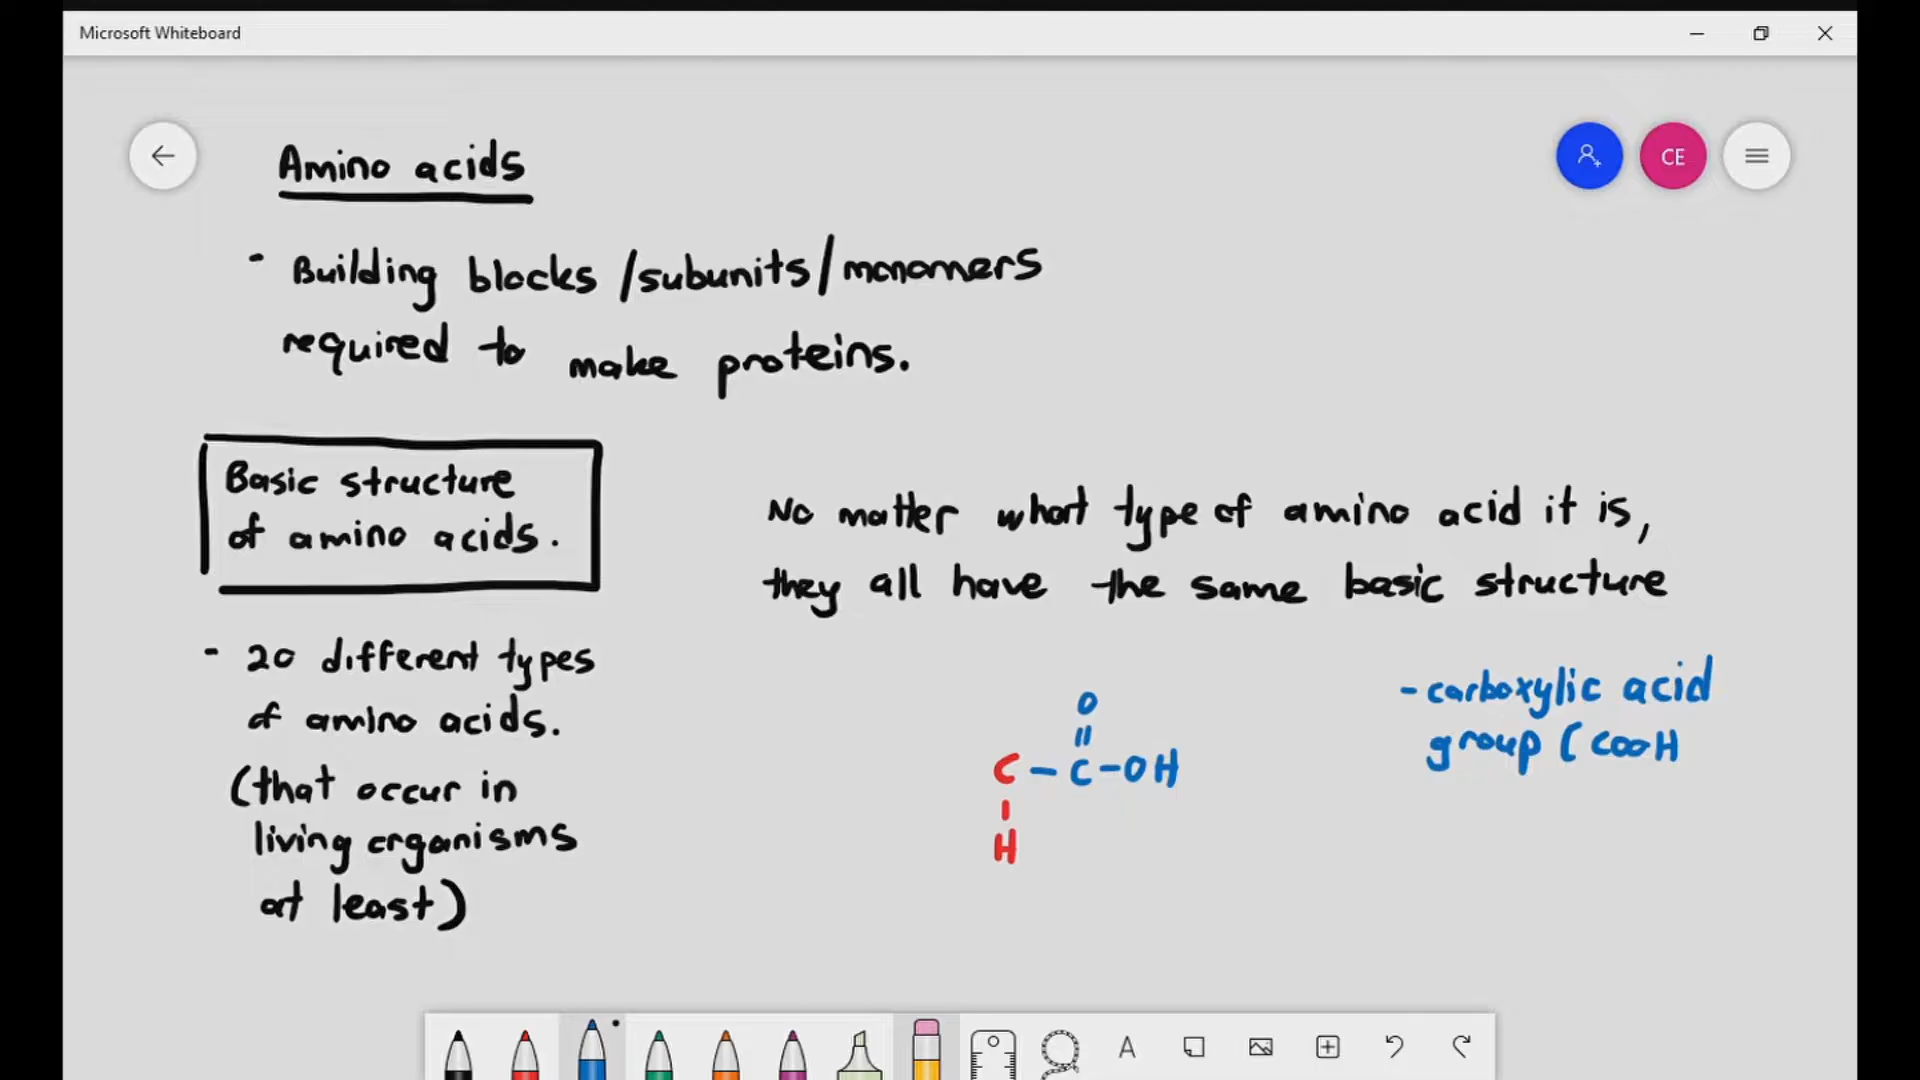 Microsoft Whiteboard
CE
Amino acids
- Building blocks/subunits/monomers
required to make proteins.
Basic structure
of amino acids.
No matter what type of amino acid it is,
they all have the same basic structure
- 20 different types
of amino acids.
(that occur in
living organisms
at least)
- carboxylic acid
group (COOH
O
||
C - C - OH
|
H
A